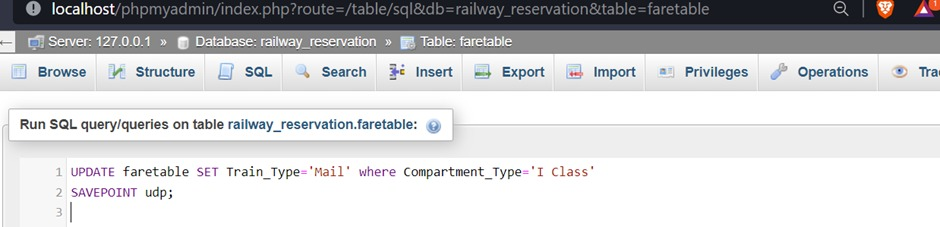 localhost/phpmyadmin/index.php?route=/table/sql&db=railway_reservation&table=faretable
1
Server: 127.0.0.1 » Database: railway_reservation » Table: faretable
Browse Structure SQL Search Insert Export Import Privileges Operations
Run SQL query/queries on table railway_reservation.faretable:
1 UPDATE faretable SET Train_Type='Mail' where Compartment_Type='I Class'
2 SAVEPOINT udp;
3